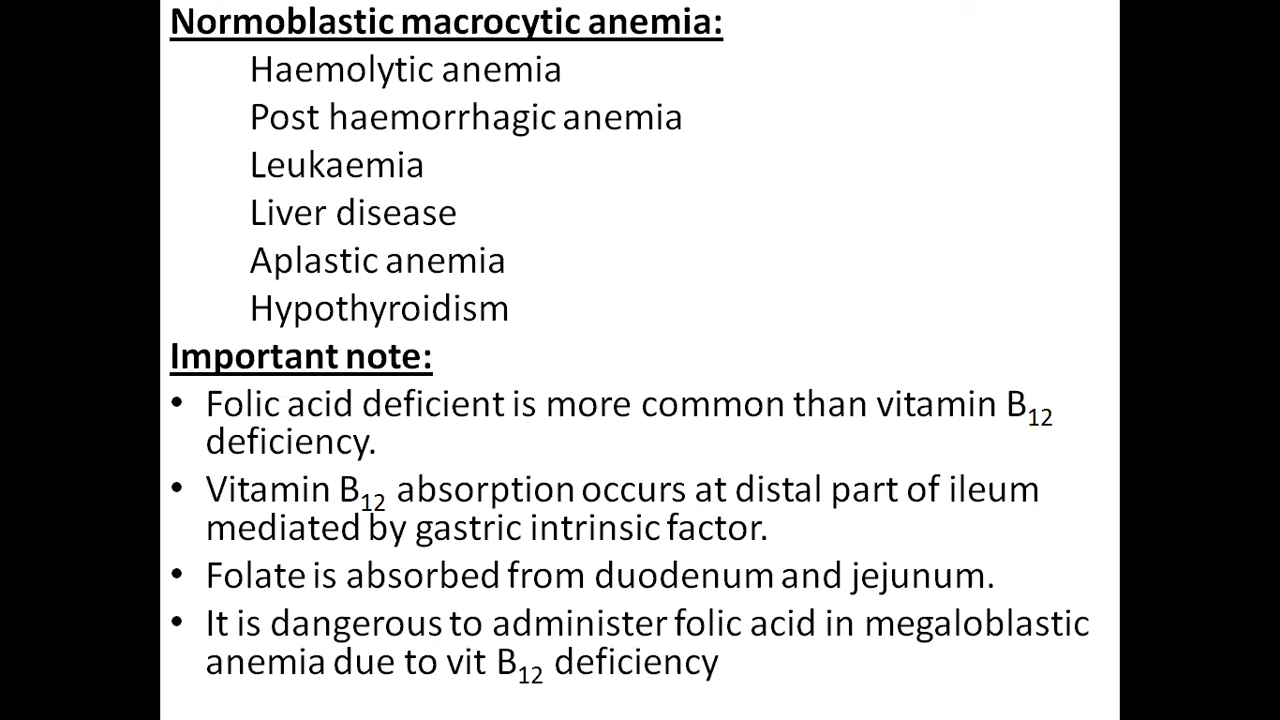 Normoblastic macrocytic anemia:
Haemolytic anemia
Post haemorrhagic anemia
Leukaemia
Liver disease
Aplastic anemia
Hypothyroidism
Important note:
• Folic acid deficient is more common than vitamin B12
deficiency.
• Vitamin B12 absorption occurs at distal part of ileum
mediated by gastric intrinsic factor.
• Folate is absorbed from duodenum and jejunum.
• It is dangerous to administer folic acid in megaloblastic
anemia due to vit B12 deficiency